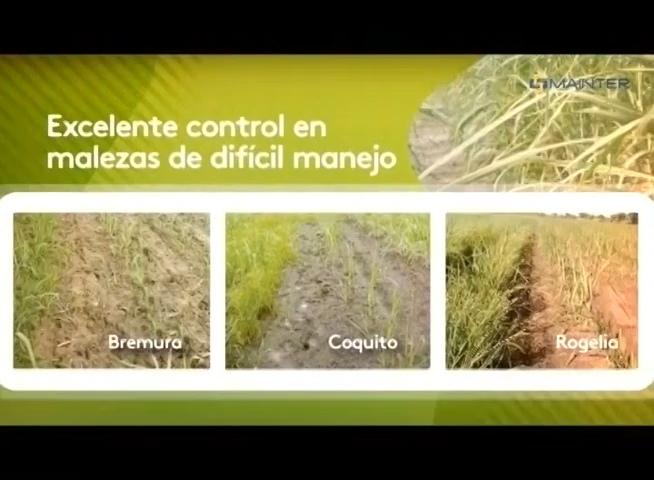 MAINTER
Excelente control en
malezas de difícil manejo
Bremura
Coquito
Rogelia